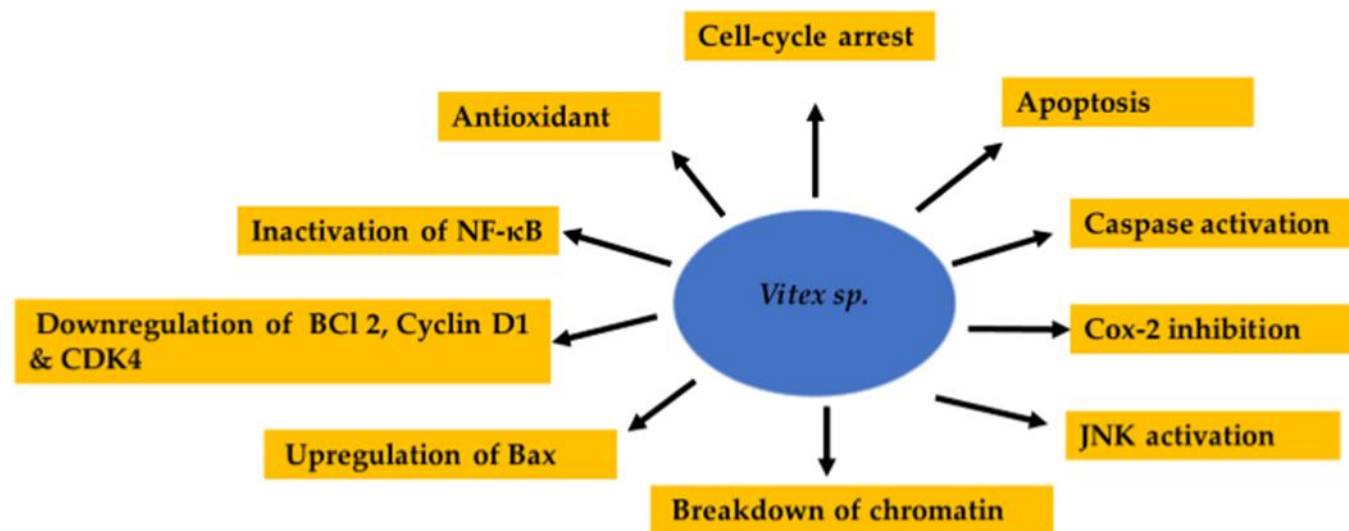 Cell-cycle arrest
Antioxidant
Apoptosis
Inactivation of NF-κB
Caspase activation
Vitex sp.
Downregulation of BCl 2, Cyclin D1
& CDK4
Cox-2 inhibition
Upregulation of Bax
JNK activation
Breakdown of chromatin